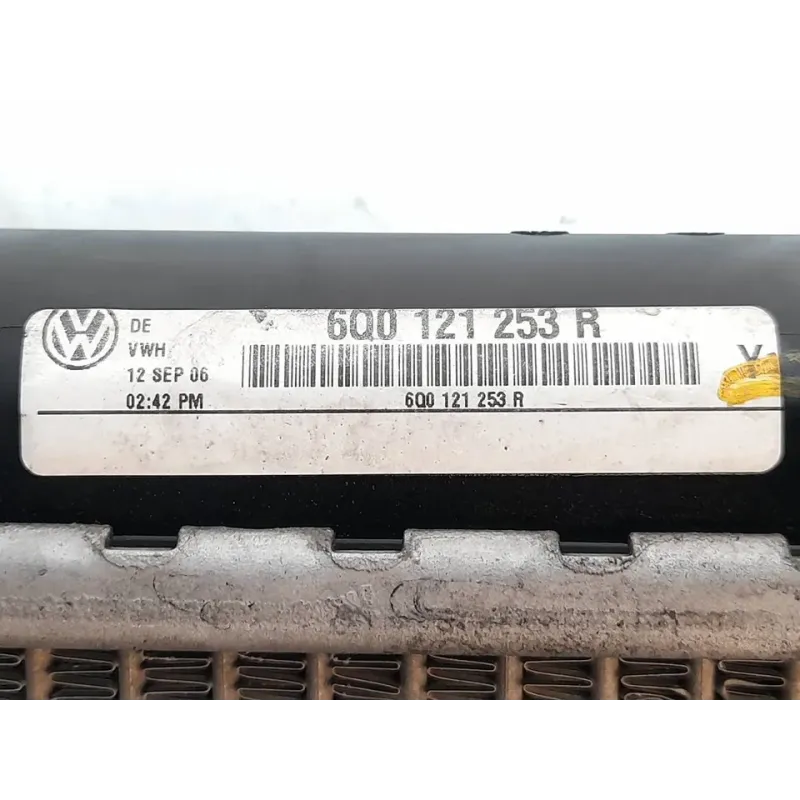 DE
VWH
12 SEP 06
02:42 PM
6Q0 121 253 R
6Q0 121 253 R